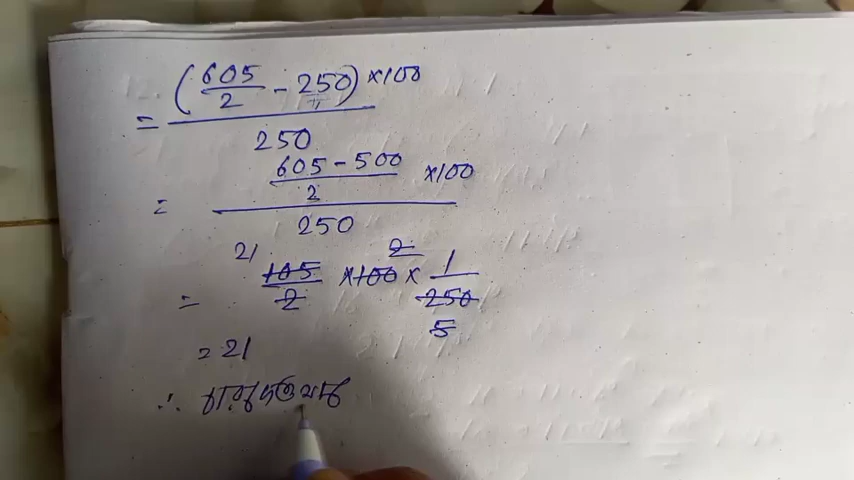 = (605/2 - 250) ×100 / 250
= (605 - 500)/2 ×100 / 250
= 21 105/2 ×100 2 × 1/250 5
= 21
∴